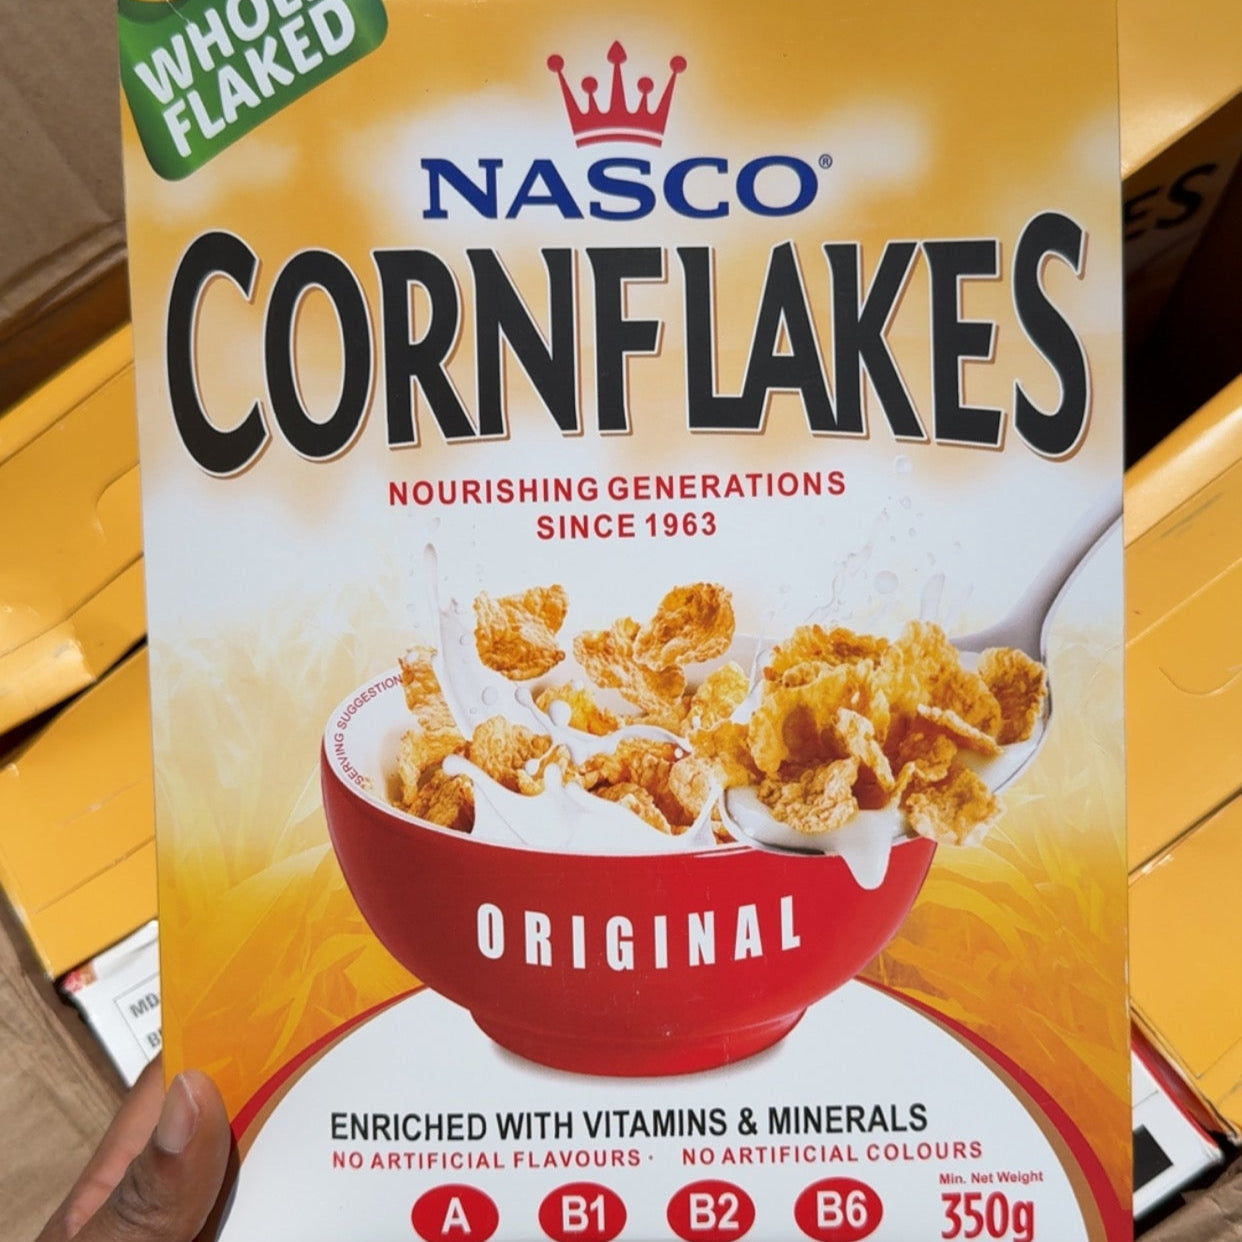 WHOLE
FLAKED
NASCO®
CORNFLAKES
NOURISHING GENERATIONS
SINCE 1963
SERVING SUGGESTION
ORIGINAL
ENRICHED WITH VITAMINS & MINERALS
NO ARTIFICIAL FLAVOURS · NO ARTIFICIAL COLOURS
A B1 B2 B6
Min. Net Weight
350g